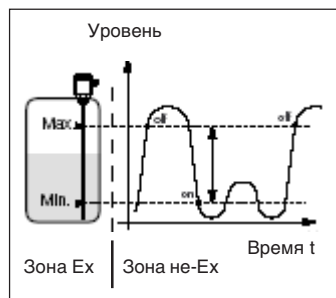 Уровень
Max.
off
off
Min.
on
Время t
Зона Ex
Зона не-Ex